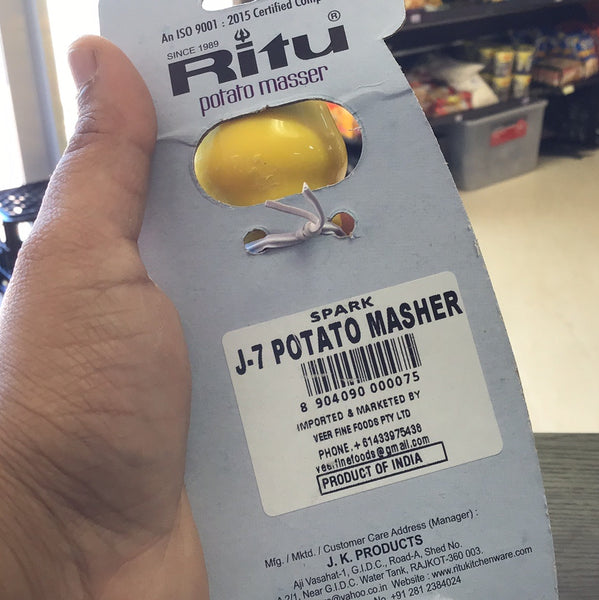 An ISO 9001 : 2015 Certified
SINCE 1989
Ritu®
potato masser
SPARK
J-7 POTATO MASHER
8 904090 000075
IMPORTED & MARKETED BY
VEER FINE FOODS PTY LTD
PHONE.+61433975438
veerfinefoods@gmail.com
PRODUCT OF INDIA
Mfg. / Mktd. / Customer Care Address (Manager) :
J. K. PRODUCTS
Aji Vasahat-1, G.I.D.C., Road-A, Shed No.
A 2/1, Near G.I.D.C. Water Tank, RAJKOT-360 003.
@yahoo.co.in Website : www.ritukitchenware.com
+91 281 2384024